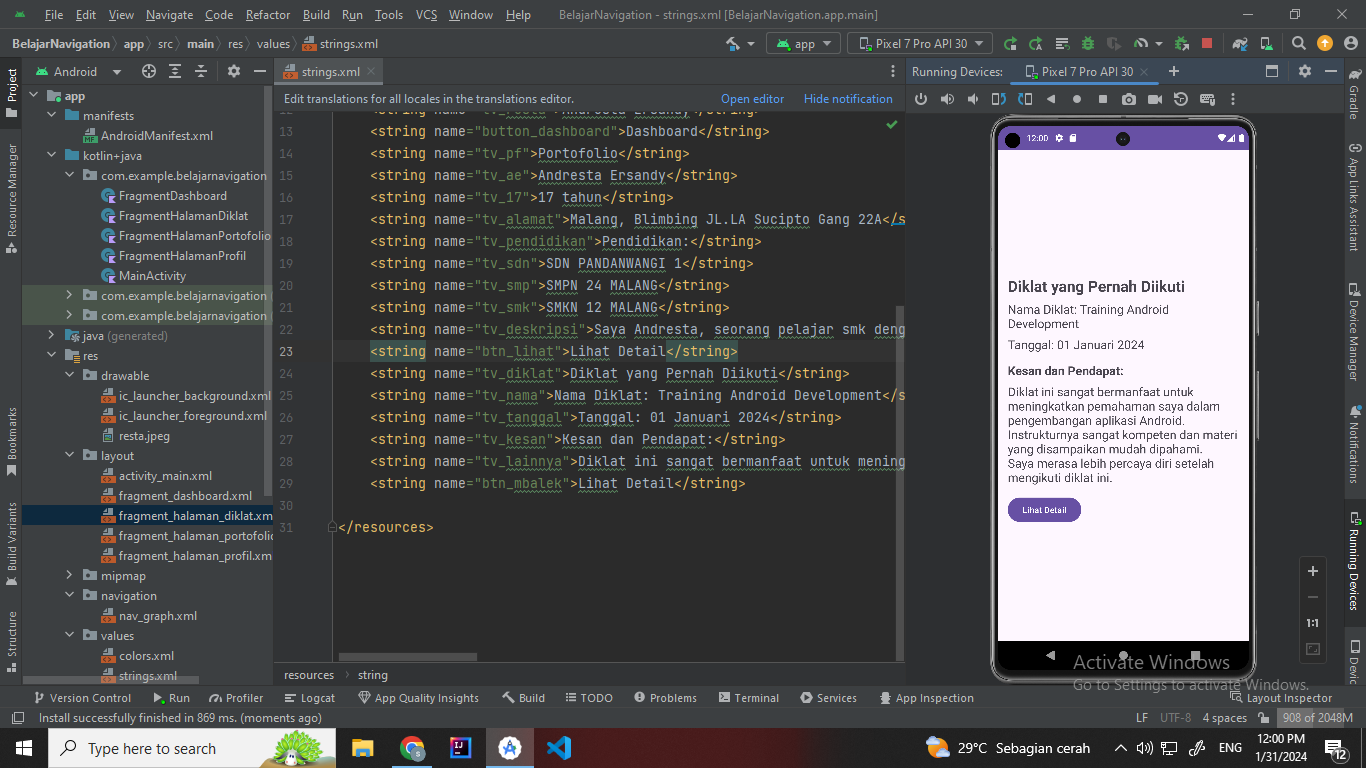 File Edit View Navigate Code Refactor Build Run Tools VCS Window Help BelajarNavigation - strings.xml [BelajarNavigation.app.main]
BelajarNavigation app src main res values strings.xml
app Pixel 7 Pro API 30
Android
strings.xml
Running Devices: Pixel 7 Pro API 30
Edit translations for all locales in the translations editor. Open editor Hide notification
Project
Resource Manager
Bookmarks
Build Variants
Structure
app
manifests
AndroidManifest.xml
kotlin+java
com.example.belajarnavigation
FragmentDashboard
FragmentHalamanDiklat
FragmentHalamanPortofolio
FragmentHalamanProfil
MainActivity
com.example.belajarnavigation
com.example.belajarnavigation
java (generated)
res
drawable
ic_launcher_background.xml
ic_launcher_foreground.xml
resta.jpeg
layout
activity_main.xml
fragment_dashboard.xml
fragment_halaman_diklat.xm
fragment_halaman_portofolio
fragment_halaman_profil.xm
mipmap
navigation
nav_graph.xml
values
colors.xml
strings.xml
13 <string name="button_dashboard">Dashboard</string>
14 <string name="tv_pf">Portofolio</string>
15 <string name="tv_ae">Andresta Ersandy</string>
16 <string name="tv_17">17 tahun</string>
17 <string name="tv_alamat">Malang, Blimbing JL.LA Sucipto Gang 22A</s
18 <string name="tv_pendidikan">Pendidikan:</string>
19 <string name="tv_sdn">SDN PANDANWANGI 1</string>
20 <string name="tv_smp">SMPN 24 MALANG</string>
21 <string name="tv_smk">SMKN 12 MALANG</string>
22 <string name="tv_deskripsi">Saya Andresta, seorang pelajar smk deng
23 <string name="btn_lihat">Lihat Detail</string>
24 <string name="tv_diklat">Diklat yang Pernah Diikuti</string>
25 <string name="tv_nama">Nama Diklat: Training Android Development</s
26 <string name="tv_tanggal">Tanggal: 01 Januari 2024</string>
27 <string name="tv_kesan">Kesan dan Pendapat:</string>
28 <string name="tv_lainnya">Diklat ini sangat bermanfaat untuk mening
29 <string name="btn_mbalek">Lihat Detail</string>
30
31 </resources>
resources string
12:00
Diklat yang Pernah Diikuti
Nama Diklat: Training Android
Development
Tanggal: 01 Januari 2024
Kesan dan Pendapat:
Diklat ini sangat bermanfaat untuk
meningkatkan pemahaman saya dalam
pengembangan aplikasi Android.
Instrukturnya sangat kompeten dan materi
yang disampaikan mudah dipahami.
Saya merasa lebih percaya diri setelah
mengikuti diklat ini.
Lihat Detail
1:1
Gradle
App Links Assistant
Device Manager
Notifications
Running Devices
Devic
Activate Windows
Go to Settings to activate Windows.
Version Control Run Profiler Logcat App Quality Insights Build TODO Problems Terminal Services App Inspection Layout Inspector
Install successfully finished in 869 ms. (moments ago) LF UTF-8 4 spaces 908 of 2048M
Type here to search 29°C Sebagian cerah ENG 12:00 PM
1/31/2024 12